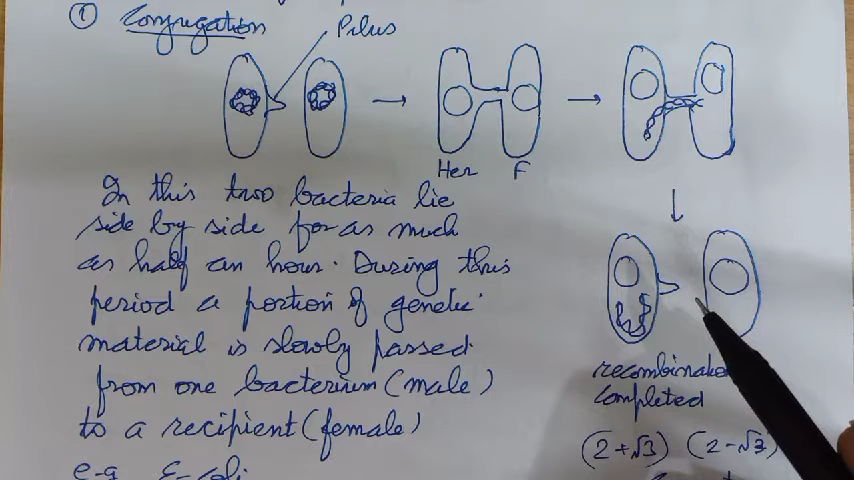 ① Conjugation
Pilus
Her F
In this two bacteria lie
side by side for as much
as half an hour. During this
period a portion of genetic
material is slowly passed
from one bacterium (male)
to a recipient (female)
e-g E-coli
recombination
completed
(2+√3) (2-√3)